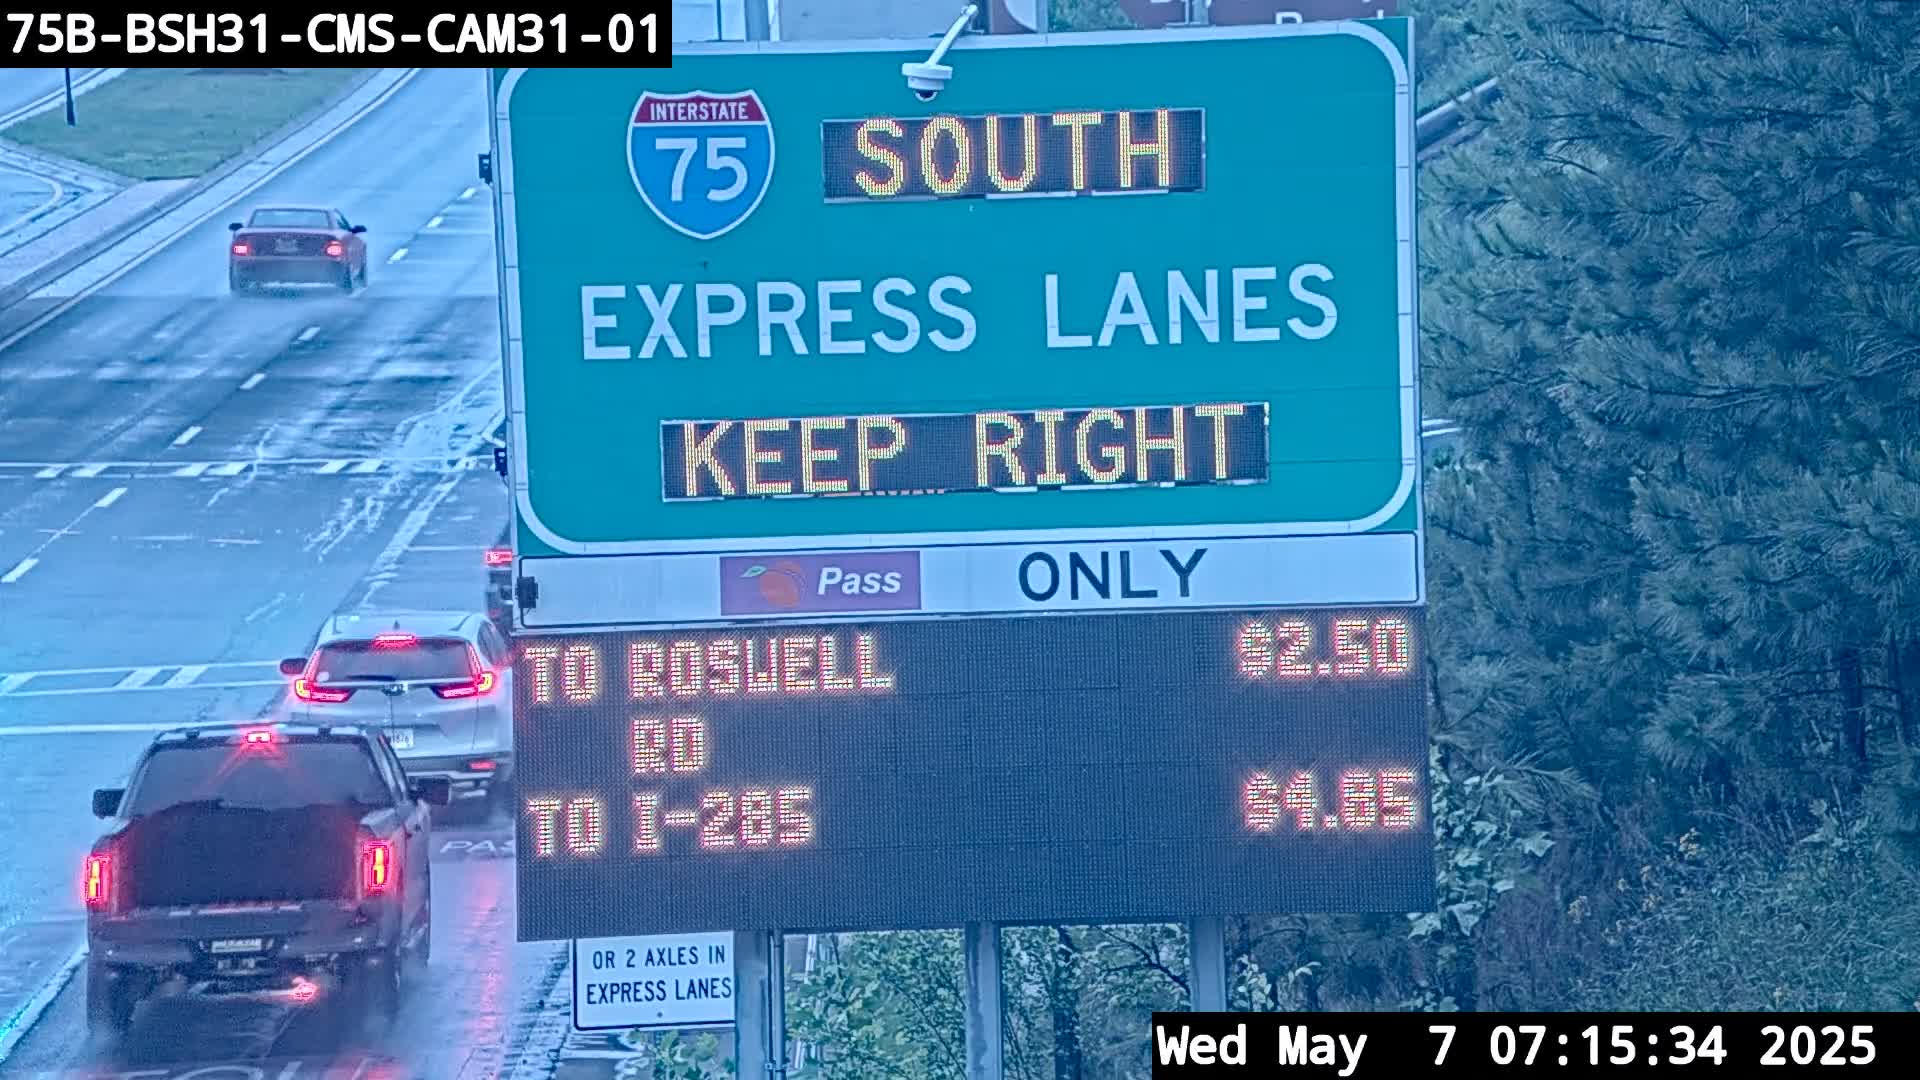 75B-BSH31-CMS-CAM31-01
INTERSTATE
75
SOUTH
EXPRESS LANES
KEEP RIGHT
Pass ONLY
TO ROSWELL $2.50
RD
TO I-285 $4.85
OR 2 AXLES IN
EXPRESS LANES
Wed May 7 07:15:34 2025